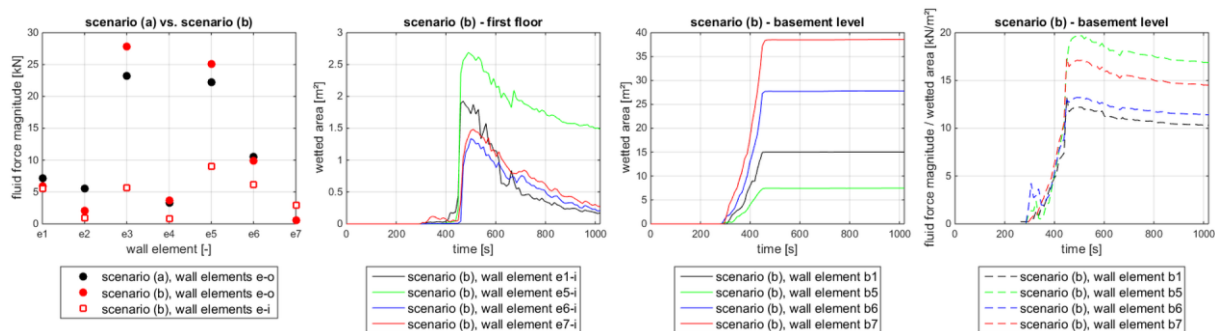 scenario (a) vs. scenario (b)
fluid force magnitude [kN]
30
25
20
15
10
5
0
e1 e2 e3 e4 e5 e6 e7
wall element [-]
scenario (a), wall elements e-o
scenario (b), wall elements e-o
scenario (b), wall elements e-i
scenario (b) - first floor
wetted area [m²]
3
2.5
2
1.5
1
0.5
0
0 200 400 600 800 1000
time [s]
scenario (b), wall element e1-i
scenario (b), wall element e5-i
scenario (b), wall element e6-i
scenario (b), wall element e7-i
scenario (b) - basement level
wetted area [m²]
40
35
30
25
20
15
10
5
0
0 200 400 600 800 1000
time [s]
scenario (b), wall element b1
scenario (b), wall element b5
scenario (b), wall element b6
scenario (b), wall element b7
scenario (b) - basement level
fluid force magnitude / wetted area [kN/m²]
20
15
10
5
0
0 200 400 600 800 1000
time [s]
scenario (b), wall element b1
scenario (b), wall element b5
scenario (b), wall element b6
scenario (b), wall element b7